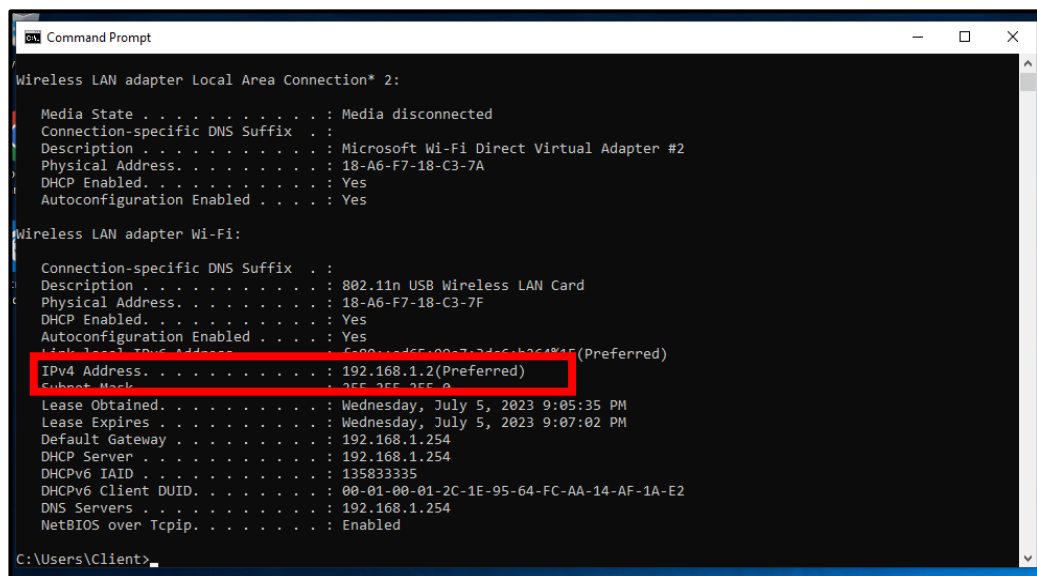 Command Prompt
Wireless LAN adapter Local Area Connection* 2:
Media State . . . . . . . . . . . : Media disconnected
Connection-specific DNS Suffix  . :
Description . . . . . . . . . . . : Microsoft Wi-Fi Direct Virtual Adapter #2
Physical Address. . . . . . . . . : 18-A6-F7-18-C3-7A
DHCP Enabled. . . . . . . . . . . : Yes
Autoconfiguration Enabled . . . . : Yes
Wireless LAN adapter Wi-Fi:
Connection-specific DNS Suffix  . :
Description . . . . . . . . . . . : 802.11n USB Wireless LAN Card
Physical Address. . . . . . . . . : 18-A6-F7-18-C3-7F
DHCP Enabled. . . . . . . . . . . : Yes
Autoconfiguration Enabled . . . . : Yes
(Preferred)
IPv4 Address. . . . . . . . . . . : 192.168.1.2(Preferred)
Subnet Mask . . . . . . . . . . . : 255.255.255.0
Lease Obtained. . . . . . . . . . : Wednesday, July 5, 2023 9:05:35 PM
Lease Expires . . . . . . . . . . : Wednesday, July 5, 2023 9:07:02 PM
Default Gateway . . . . . . . . . : 192.168.1.254
DHCP Server . . . . . . . . . . . : 192.168.1.254
DHCPv6 IAID . . . . . . . . . . . : 135833335
DHCPv6 Client DUID. . . . . . . . : 00-01-00-01-2C-1E-95-64-FC-AA-14-AF-1A-E2
DNS Servers . . . . . . . . . . . : 192.168.1.254
NetBIOS over Tcpip. . . . . . . . : Enabled
C:\Users\Client>